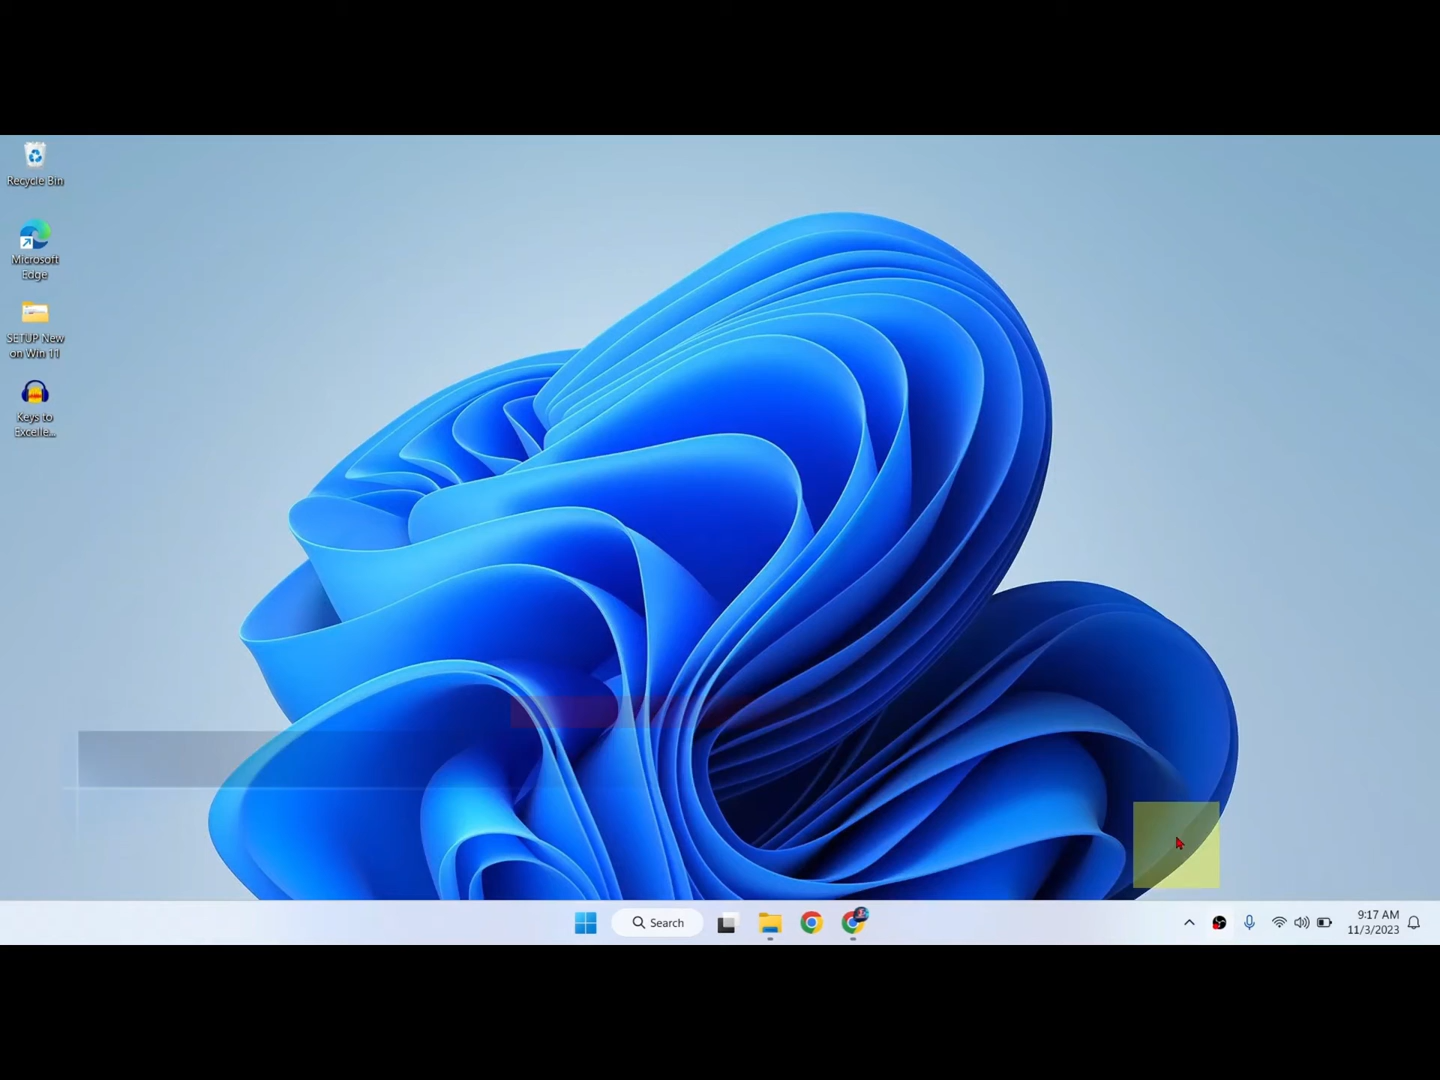 Recycle Bin
Microsoft
Edge
SETUP New
on Win 11
Keys to
Excelle...
Search
9:17 AM
11/3/2023